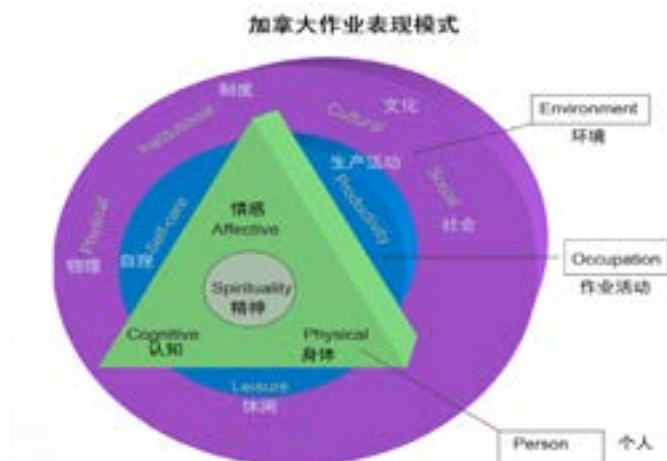 加拿大作业表现模式
制度
Institutional
文化
Cultural
Environment
环境
生产活动
Productivity
Social
社会
Physical
物理
Self-care
自理
情感
Affective
Occupation
作业活动
Spirituality
精神
Cognitive
认知
Physical
身体
Leisure
休闲
Person
个人